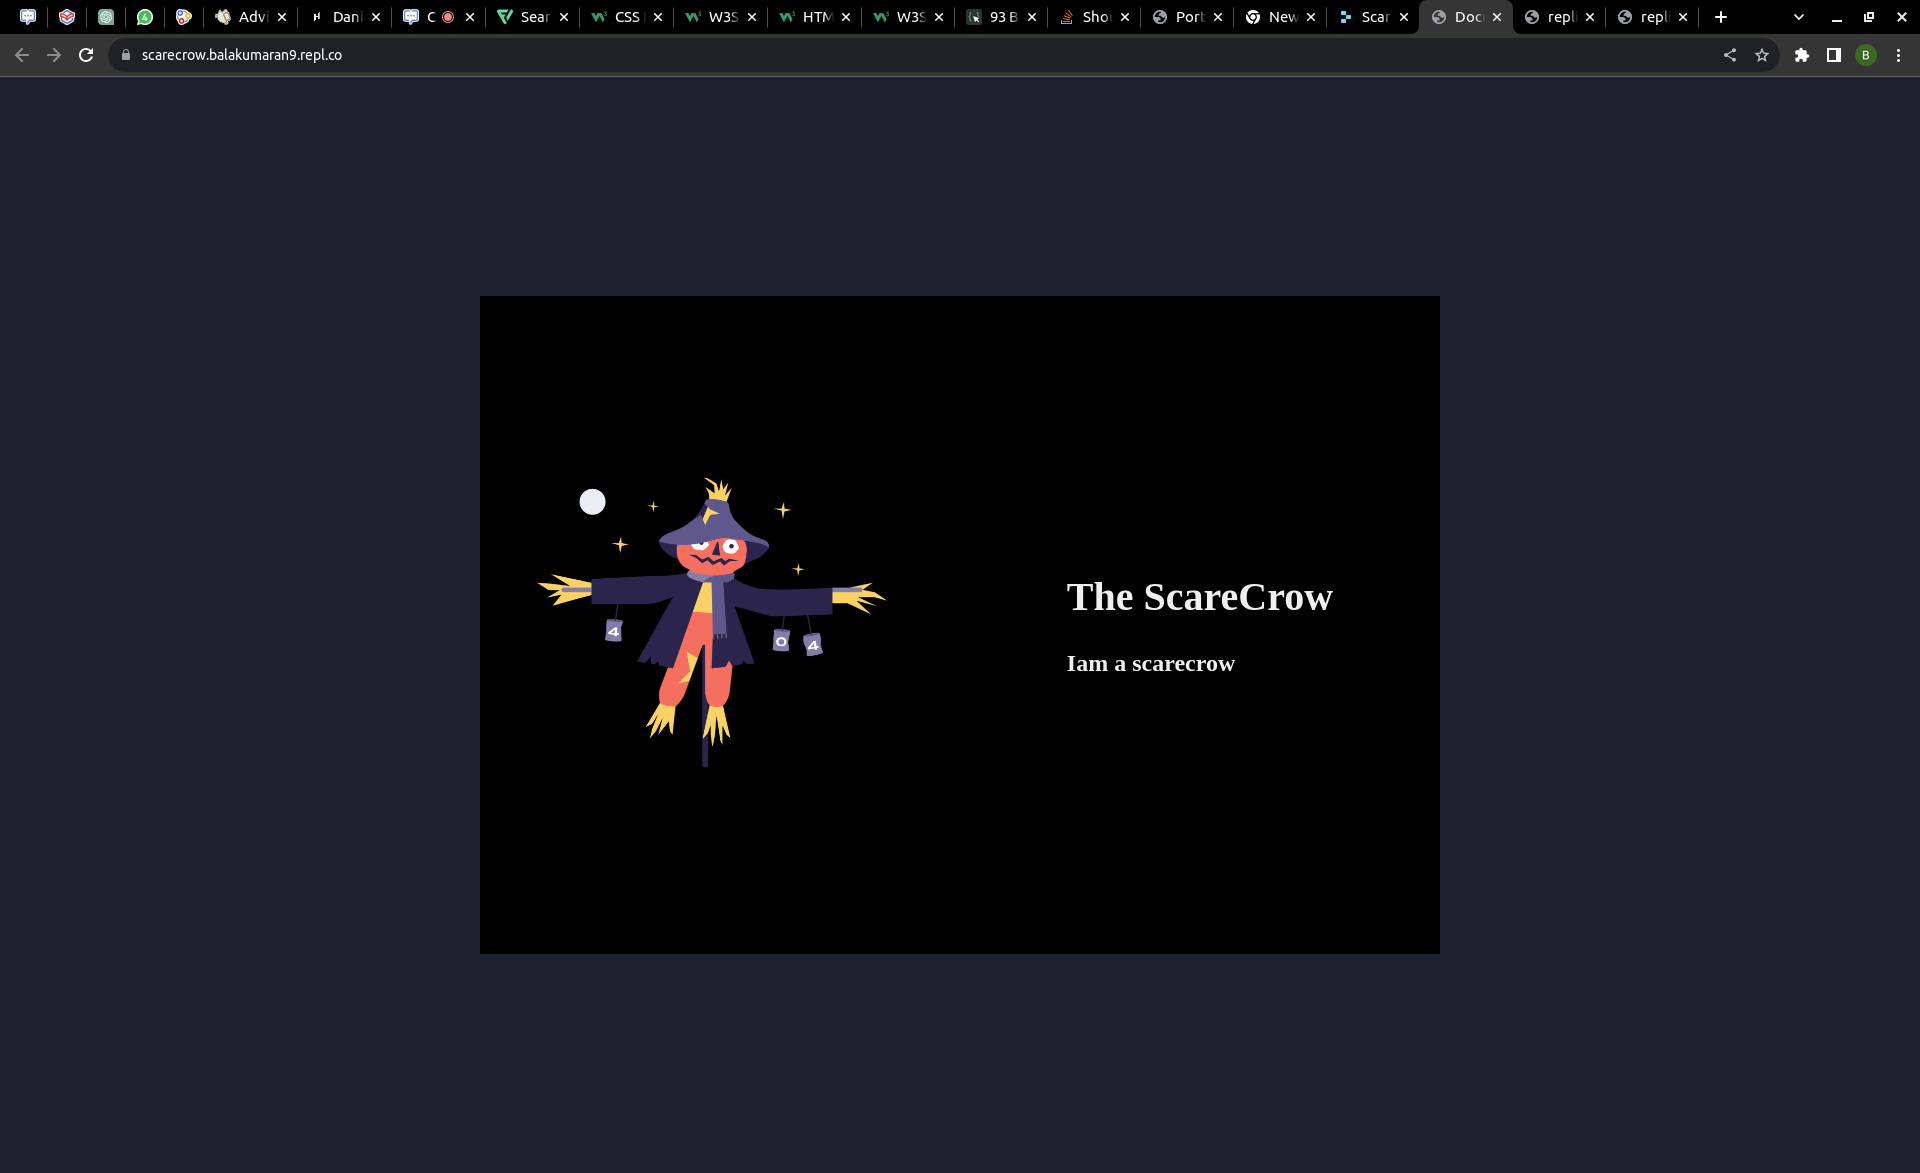 Advi
Dani
C
Sear
CSS
W3S
HTM
W3S
93 B
Shou
Port
New
Scar
Doc
repl
repl
scarecrow.balakumaran9.repl.co
B
The ScareCrow
Iam a scarecrow
4
0
4